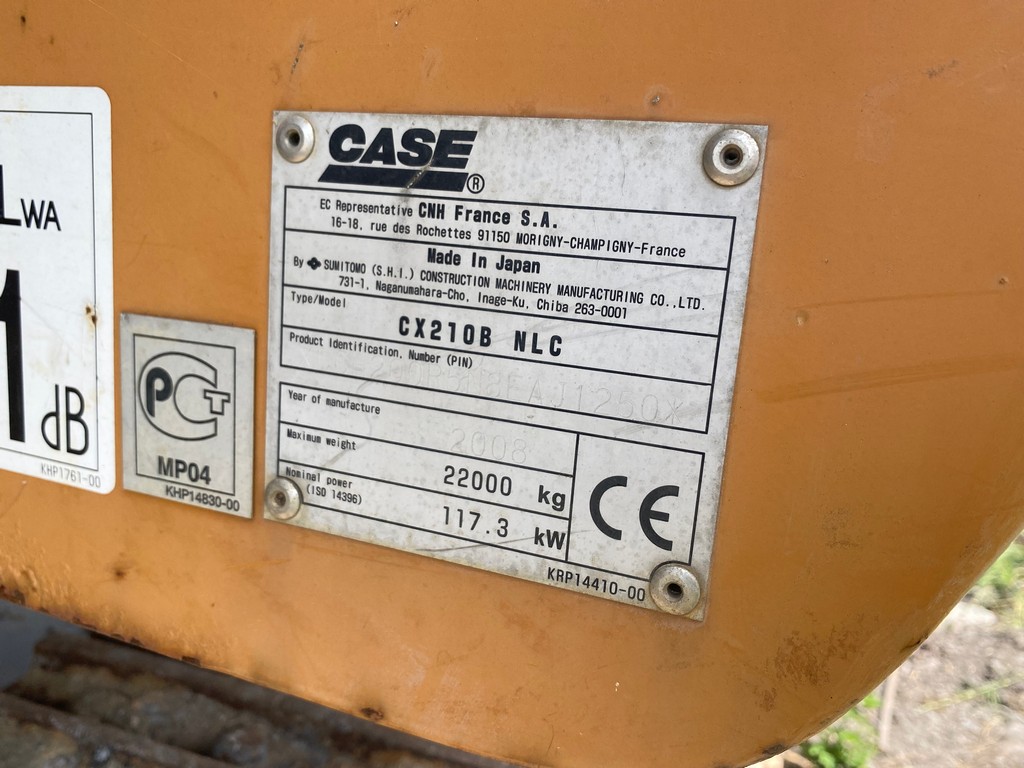 LWA
1
dB
KHP1761-00
PCT
MP04
KHP14830-00
CASE®
EC Representative CNH France S.A.
16-18, rue des Rochettes 91150 MORIGNY-CHAMPIGNY-France
Made In Japan
By SUMITOMO (S.H.I.) CONSTRUCTION MACHINERY MANUFACTURING CO.,LTD.
731-1, Naganumahara-Cho, Inage-Ku, Chiba 263-0001
Type/Model
CX210B NLC
Product Identification, Number (PIN)
Year of manufacture
2008
Maximum weight
22000 kg
Nominal power
(ISO 14396)
117.3 kW
CE
KRP14410-00